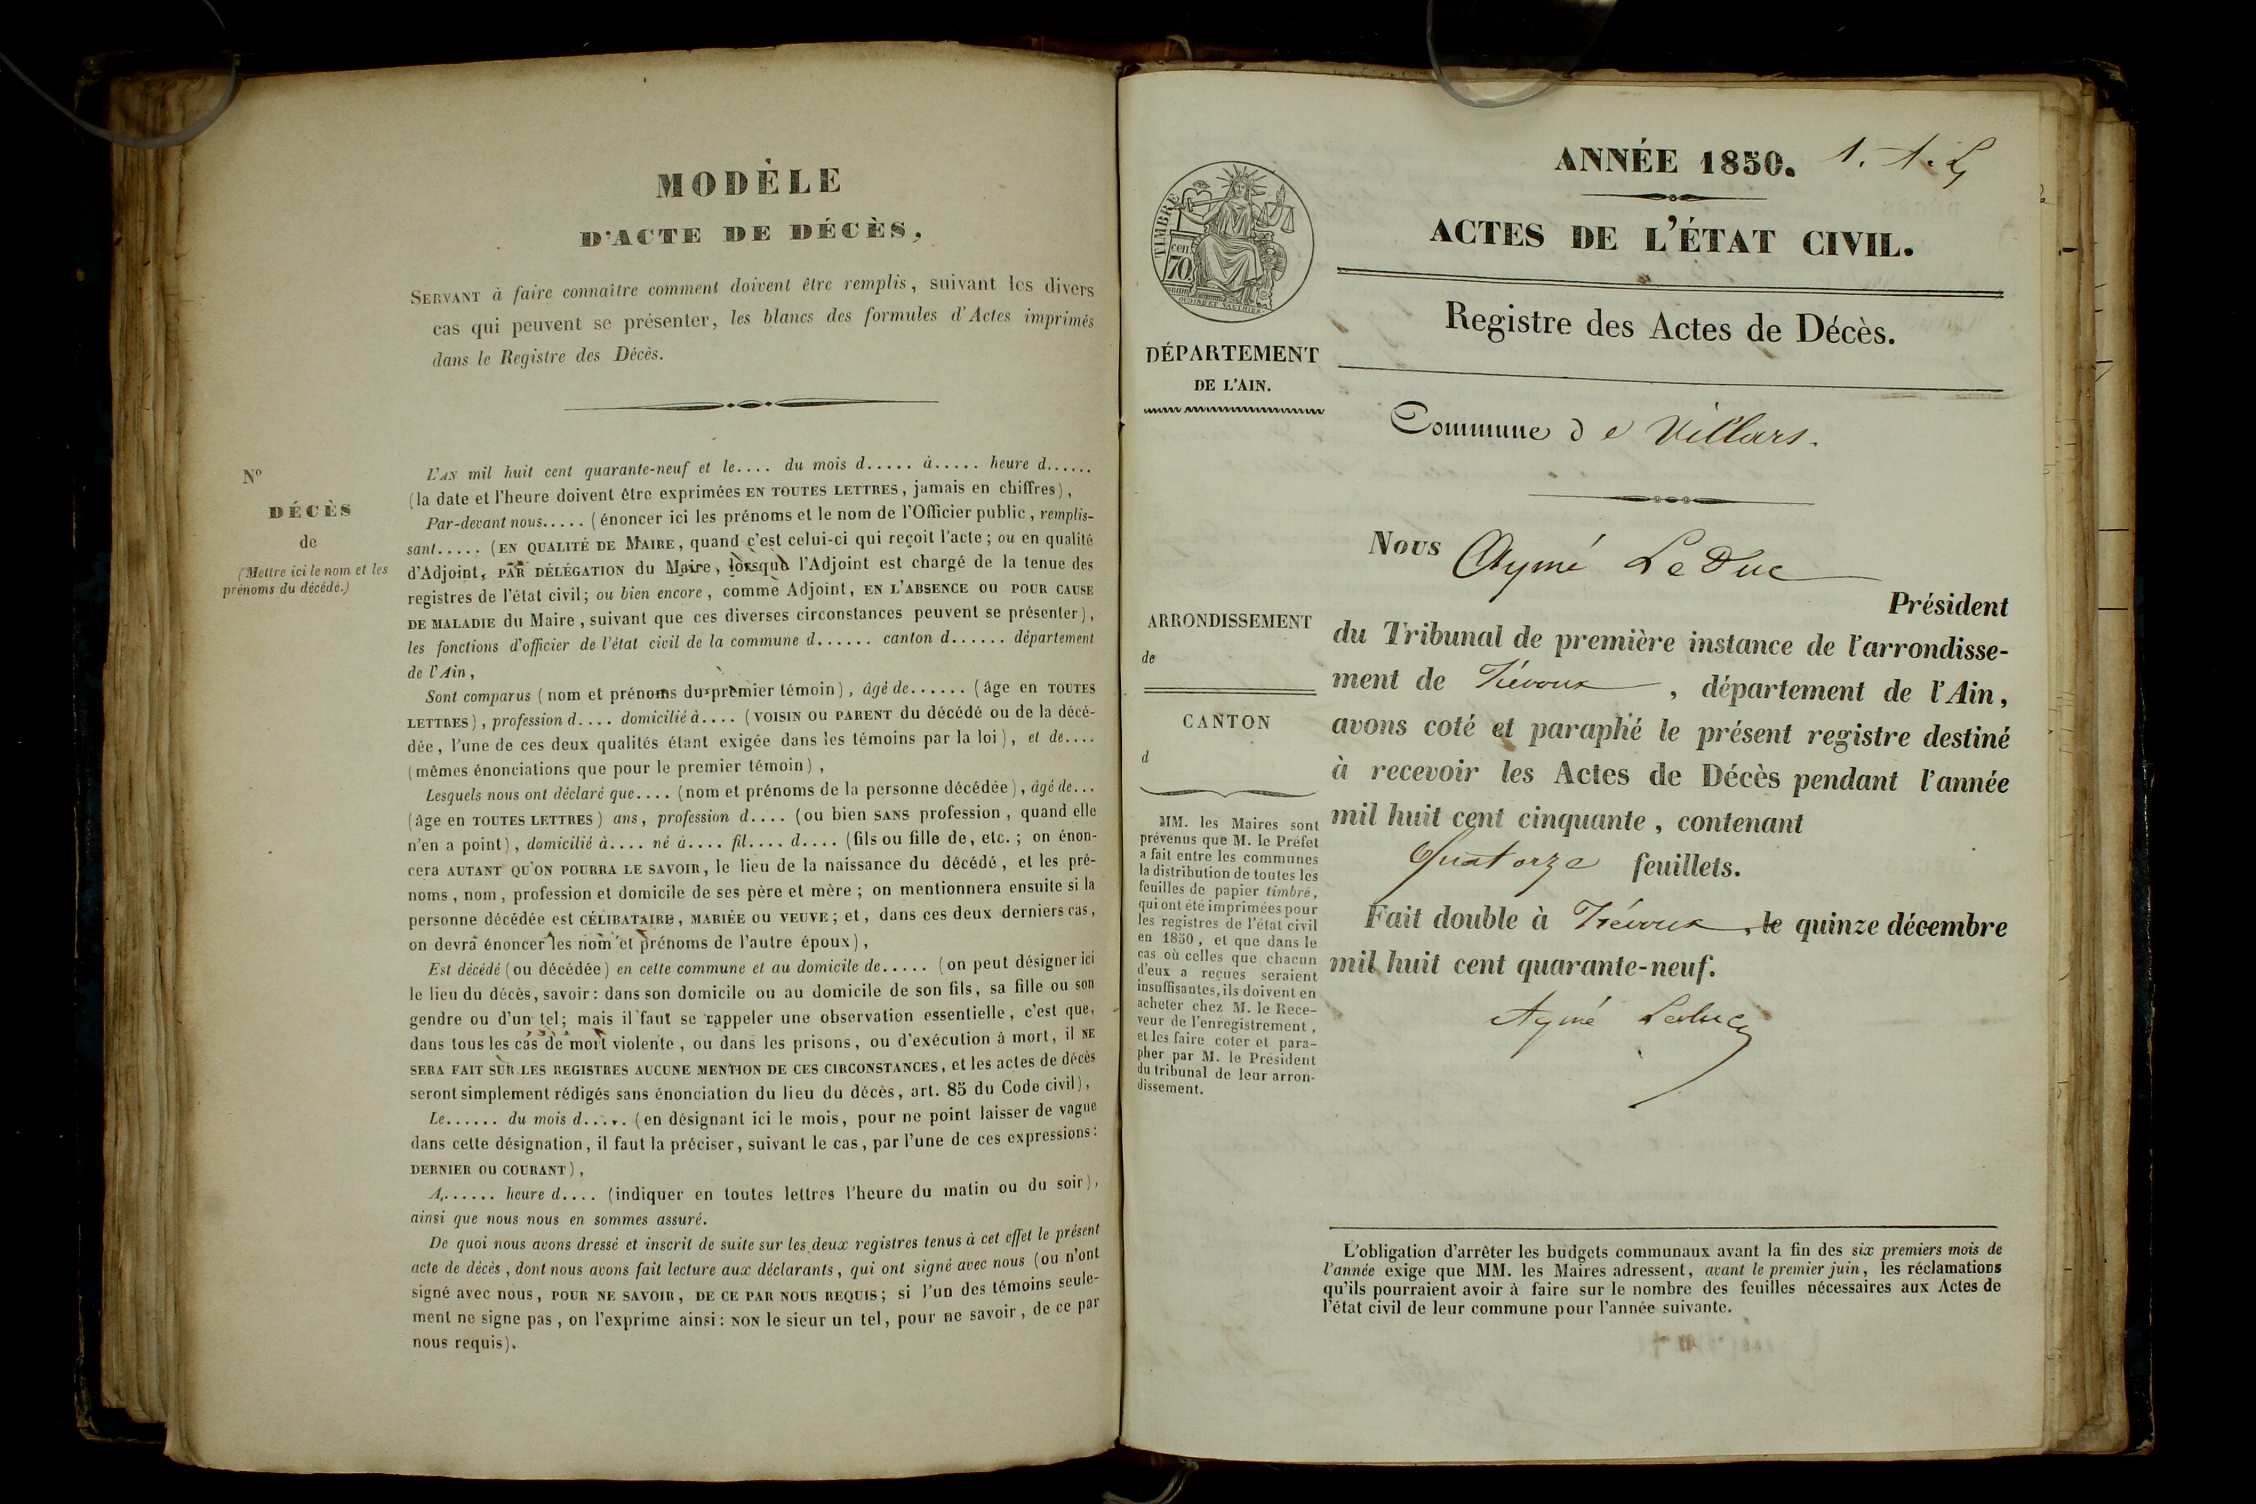 MODÈLE
D'ACTE DE DÉCÈS,
SERVANT à faire connaître comment doivent être remplis, suivant les divers
cas qui peuvent se présenter, les blancs des formules d'Actes imprimés
dans le Registre des Décès.
N°
DÉCÈS
de
(Mettre ici le nom et les
prénoms du décédé.)
L'AN mil huit cent quarante-neuf et le.... du mois d..... à..... heure d......
(la date et l'heure doivent être exprimées EN TOUTES LETTRES, jamais en chiffres),
Par-devant nous..... (énoncer ici les prénoms et le nom de l'Officier public, remplis-
sant..... (EN QUALITÉ DE MAIRE, quand c'est celui-ci qui reçoit l'acte; ou en qualité
d'Adjoint, PAR DÉLÉGATION du Maire, lorsque l'Adjoint est chargé de la tenue des
registres de l'état civil; ou bien encore, comme Adjoint, EN L'ABSENCE OU POUR CAUSE
DE MALADIE du Maire, suivant que ces diverses circonstances peuvent se présenter),
les fonctions d'officier de l'état civil de la commune d...... canton d...... département
de l'Ain,
Sont comparus (nom et prénoms du premier témoin), âgé de...... (âge en TOUTES
LETTRES), profession d.... domicilié à.... (VOISIN OU PARENT du décédé ou de la décé-
dée, l'une de ces deux qualités étant exigée dans les témoins par la loi), et de....
(mêmes énonciations que pour le premier témoin),
Lesquels nous ont déclaré que.... (nom et prénoms de la personne décédée), âgé de...
(âge en TOUTES LETTRES) ans, profession d.... (ou bien SANS profession, quand elle
n'en a point), domicilié à.... né à.... fil.... d.... (fils ou fille de, etc.; on énon-
cera AUTANT QU'ON POURRA LE SAVOIR, le lieu de la naissance du décédé, et les pré-
noms, nom, profession et domicile de ses père et mère; on mentionnera ensuite si la
personne décédée est CÉLIBATAIRE, MARIÉE OU VEUVE; et, dans ces deux derniers cas,
on devra énoncer les nom et prénoms de l'autre époux),
Est décédé (ou décédée) en cette commune et au domicile de..... (on peut désigner ici
le lieu du décès, savoir: dans son domicile ou au domicile de son fils, sa fille ou son
gendre ou d'un tel; mais il faut se rappeler une observation essentielle, c'est que,
dans tous les cas de mort violente, ou dans les prisons, ou d'exécution à mort, il NE
SERA FAIT SUR LES REGISTRES AUCUNE MENTION DE CES CIRCONSTANCES, et les actes de décès
seront simplement rédigés sans énonciation du lieu du décès, art. 85 du Code civil),
Le...... du mois d..... (en désignant ici le mois, pour ne point laisser de vague
dans cette désignation, il faut la préciser, suivant le cas, par l'une de ces expressions:
DERNIER OU COURANT),
A...... heure d.... (indiquer en toutes lettres l'heure du matin ou du soir),
ainsi que nous nous en sommes assuré.
De quoi nous avons dressé et inscrit de suite sur les deux registres tenus à cet effet le présent
acte de décès, dont nous avons fait lecture aux déclarants, qui ont signé avec nous (ou n'ont
signé avec nous, POUR NE SAVOIR, DE CE PAR NOUS REQUIS; si l'un des témoins seule-
ment ne signe pas, on l'exprime ainsi: NON le sieur un tel, pour ne savoir, de ce par
nous requis).
TIMBRE
cen
70
DÉPARTEMENT
DE L'AIN.
ARRONDISSEMENT
de
CANTON
d
MM. les Maires sont
prévenus que M. le Préfet
a fait entre les communes
la distribution de toutes les
feuilles de papier timbré,
qui ont été imprimées pour
les registres de l'état civil
en 1850, et que dans le
cas où celles que chacun
d'eux a reçues seraient
insuffisantes, ils doivent en
acheter chez M. le Rece-
veur de l'enregistrement,
et les faire coter et para-
pher par M. le Président
du tribunal de leur arron-
dissement.
ANNÉE 1850.
ACTES DE L'ÉTAT CIVIL.
Registre des Actes de Décès.
Commune d e Villars.
Nous Aymé Le Duc
Président
du Tribunal de première instance de l'arrondisse-
ment de Trévoux, département de l'Ain,
avons coté et paraphé le présent registre destiné
à recevoir les Actes de Décès pendant l'année
mil huit cent cinquante, contenant
Quatorze feuillets.
Fait double à Trévoux, le quinze décembre
mil huit cent quarante-neuf.
Aymé Leduc
L'obligation d'arrêter les budgets communaux avant la fin des six premiers mois de
l'année exige que MM. les Maires adressent, avant le premier juin, les réclamations
qu'ils pourraient avoir à faire sur le nombre des feuilles nécessaires aux Actes de
l'état civil de leur commune pour l'année suivante.